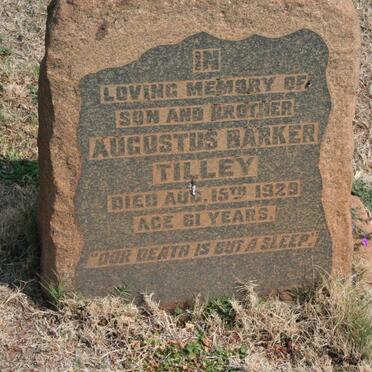 IN
LOVING MEMORY OF
SON AND BROTHER
AUGUSTUS BARKER
TILLEY
DIED AUG. 15TH 1929
AGE 61 YEARS.
"OUR DEATH IS BUT A SLEEP."